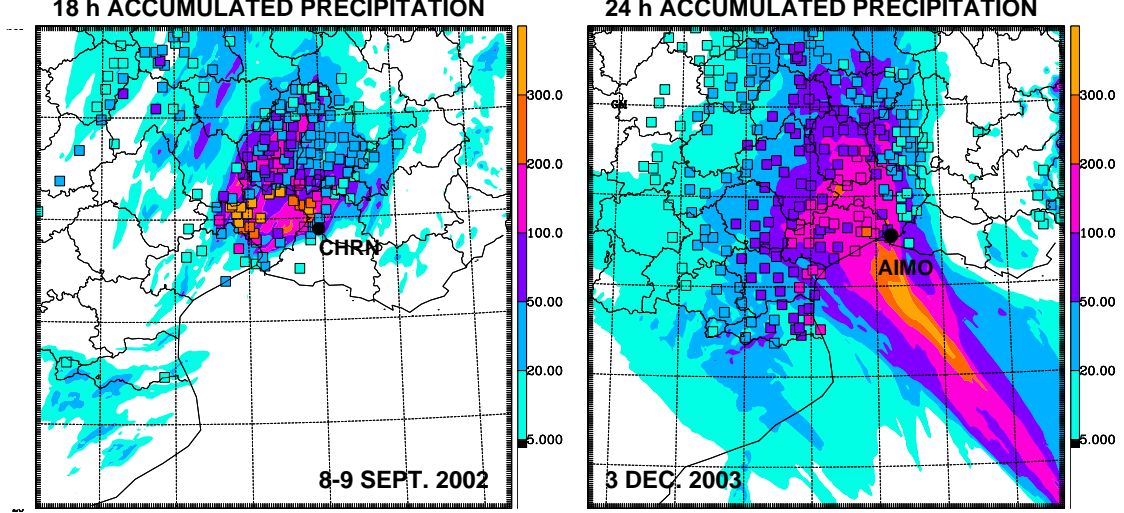 18 h ACCUMULATED PRECIPITATION
24 h ACCUMULATED PRECIPITATION
300.0
200.0
100.0
50.00
20.00
5.000
CHRN
8-9 SEPT. 2002
GM
300.0
200.0
100.0
50.00
20.00
5.000
AIMO
3 DEC. 2003